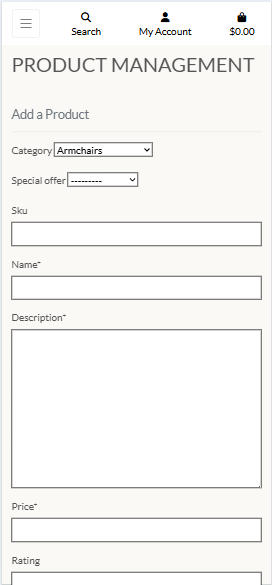 Search
My Account
$0.00
PRODUCT MANAGEMENT
Add a Product
Category Armchairs
Special offer ---------
Sku
Name*
Description*
Price*
Rating